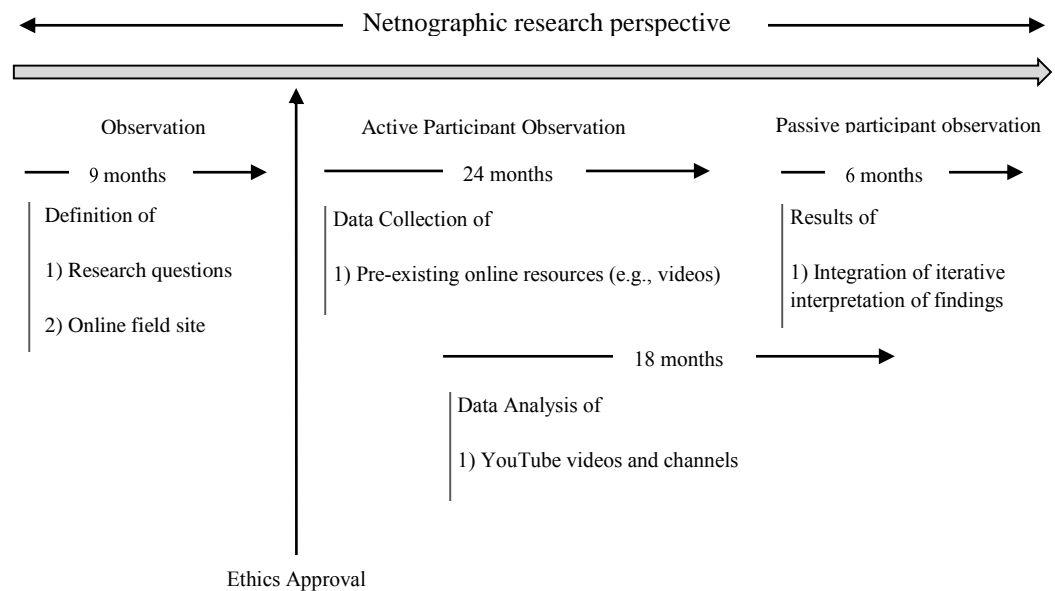 Netnographic research perspective
Observation
9 months
Definition of
1) Research questions
2) Online field site
Active Participant Observation
24 months
Data Collection of
1) Pre-existing online resources (e.g., videos)
18 months
Data Analysis of
1) YouTube videos and channels
Passive participant observation
6 months
Results of
1) Integration of iterative
interpretation of findings
Ethics Approval